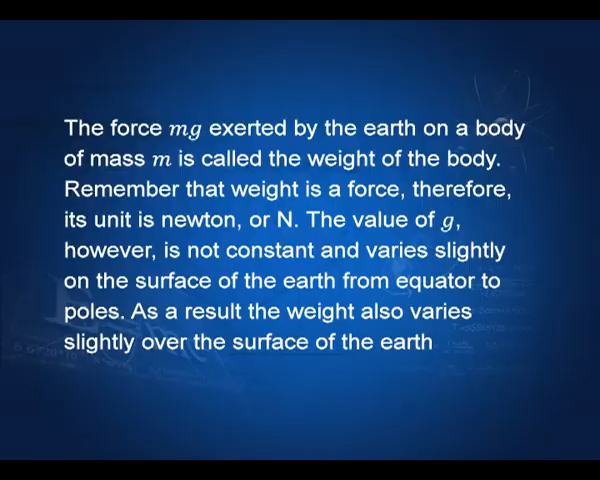 The force mg exerted by the earth on a body
of mass m is called the weight of the body.
Remember that weight is a force, therefore,
its unit is newton, or N. The value of g,
however, is not constant and varies slightly
on the surface of the earth from equator to
poles. As a result the weight also varies
slightly over the surface of the earth